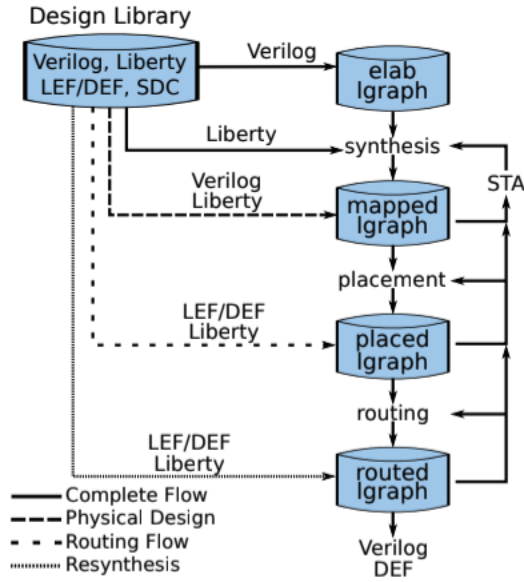 Design Library
Verilog, Liberty
LEF/DEF, SDC
Verilog
elab
lgraph
Liberty
synthesis
STA
Verilog
Liberty
mapped
lgraph
placement
LEF/DEF
Liberty
placed
lgraph
routing
LEF/DEF
Liberty
routed
lgraph
Complete Flow
Physical Design
Routing Flow
Resynthesis
Verilog
DEF